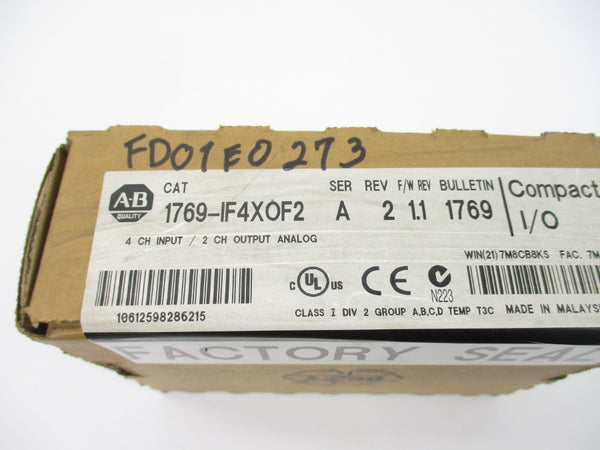 FD01E0273
A-B QUALITY
CAT SER REV F/W REV BULLETIN
1769-IF4XOF2 A 2 1.1 1769
Compact
I/O
4 CH INPUT / 2 CH OUTPUT ANALOG
WIN(21) 7M8CB8KS FAC. 7M
10612598286215
C UL US CE N223
CLASS I DIV 2 GROUP A,B,C,D TEMP T3C MADE IN MALAYS
FACTORY SEAL